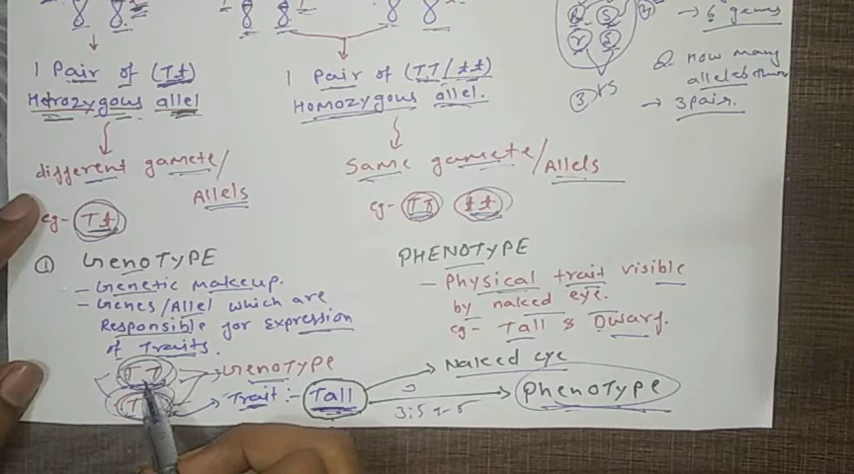 → 6 gams
1 Pair of (Tt)
Hetrozygous allel
1 Pair of (TT/tt)
Homozygous allel.
Q. How many
→ 3 pair.
different gamete/
Allels
eg- Tt
Same gamete/Allels
eg- TT tt
① GenoTYPE
- Genetic makeup.
- Genes/Allel which are
Responsible for Expression
of Traits.
PHENOTYPE
- Physical trait visible
by naked eye.
eg- Tall & Dwarf.
TT → GenoTYPE
→ Trait :- Tall
→ Naked eye
→ PhenoTYPE